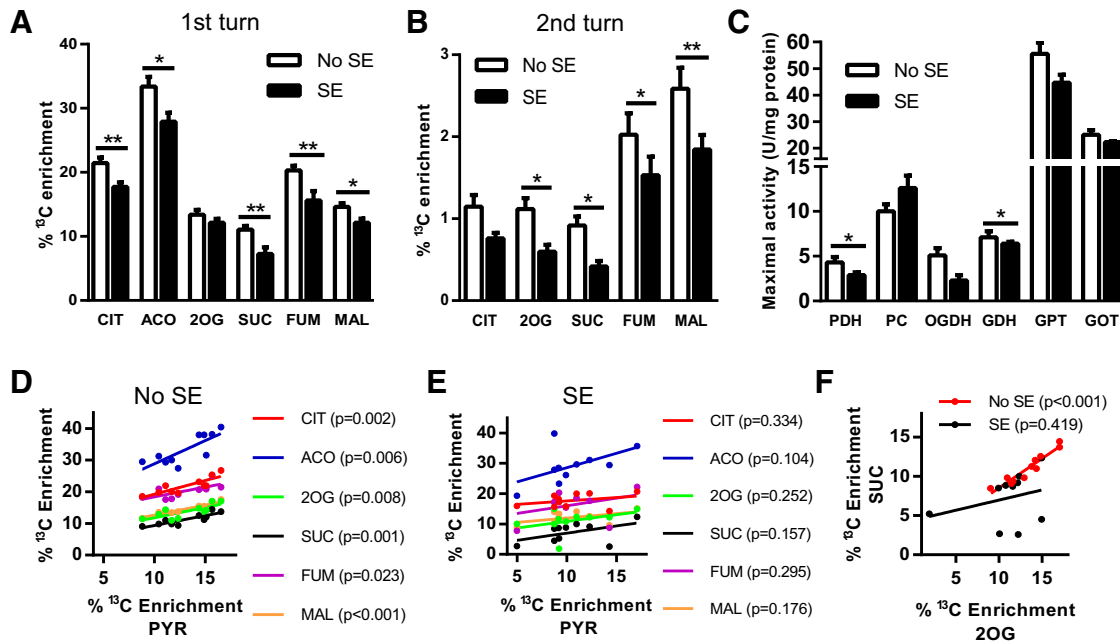 A
1st turn
% ¹³C Enrichment
40
30
20
10
0
No SE
SE
**
*
**
**
*
CIT ACO 2OG SUC FUM MAL
B
2nd turn
% ¹³C enrichment
3
2
1
0
No SE
SE
*
*
*
**
CIT 2OG SUC FUM MAL
C
Maximal activity (U/mg protein)
60
50
40
30
20
15
10
5
0
No SE
SE
*
*
PDH PC OGDH GDH GPT GOT
D
No SE
% ¹³C Enrichment
40
30
20
10
0
5 10 15
% ¹³C Enrichment
PYR
CIT (p=0.002)
ACO (p=0.006)
2OG (p=0.008)
SUC (p=0.001)
FUM (p=0.023)
MAL (p<0.001)
E
SE
% ¹³C Enrichment
40
30
20
10
0
5 10 15
% ¹³C Enrichment
PYR
CIT (p=0.334)
ACO (p=0.104)
2OG (p=0.252)
SUC (p=0.157)
FUM (p=0.295)
MAL (p=0.176)
F
No SE (p<0.001)
SE (p=0.419)
% ¹³C Enrichment
SUC
15
10
5
0
5 10 15
% ¹³C Enrichment
2OG